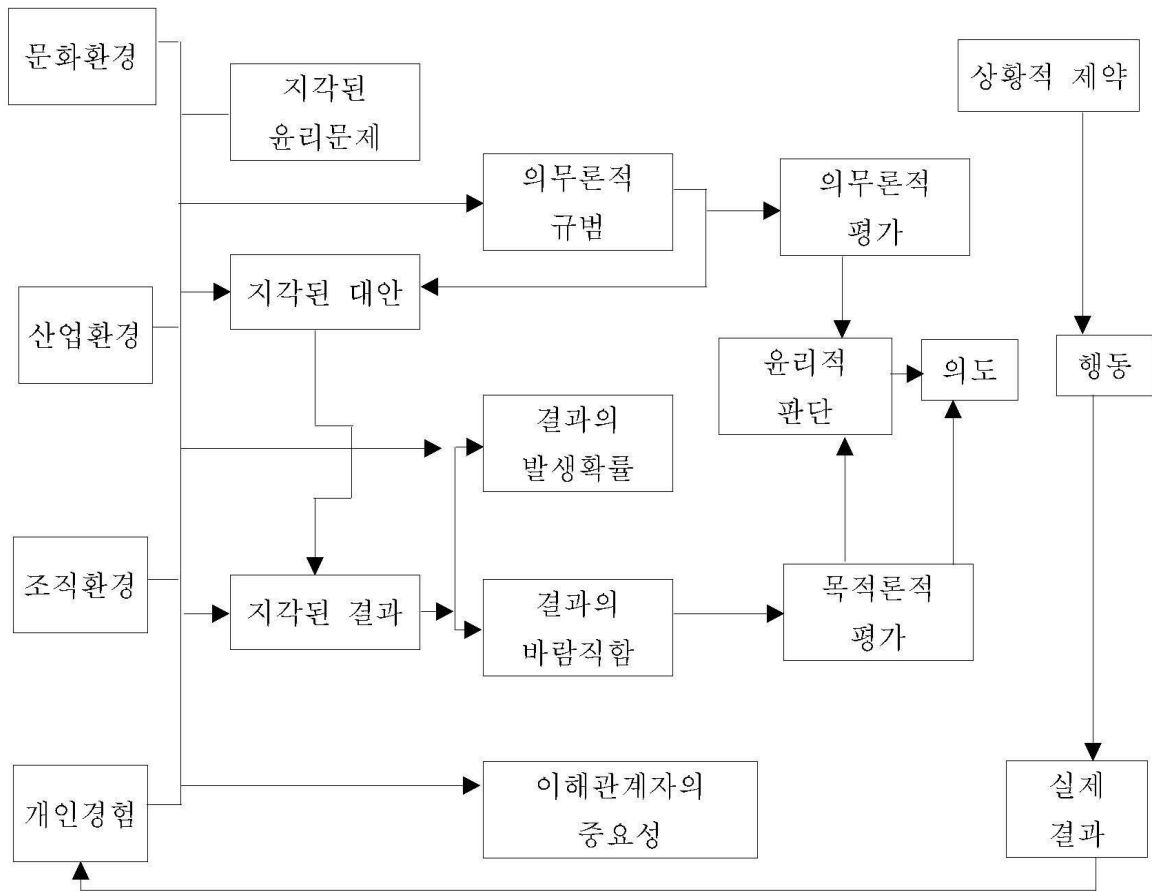 문화환경
지각된
윤리문제
상황적 제약
의무론적
규범
의무론적
평가
지각된 대안
산업환경
윤리적
판단
의도
행동
결과의
발생확률
조직환경
지각된 결과
결과의
바람직함
목적론적
평가
개인경험
이해관계자의
중요성
실제
결과